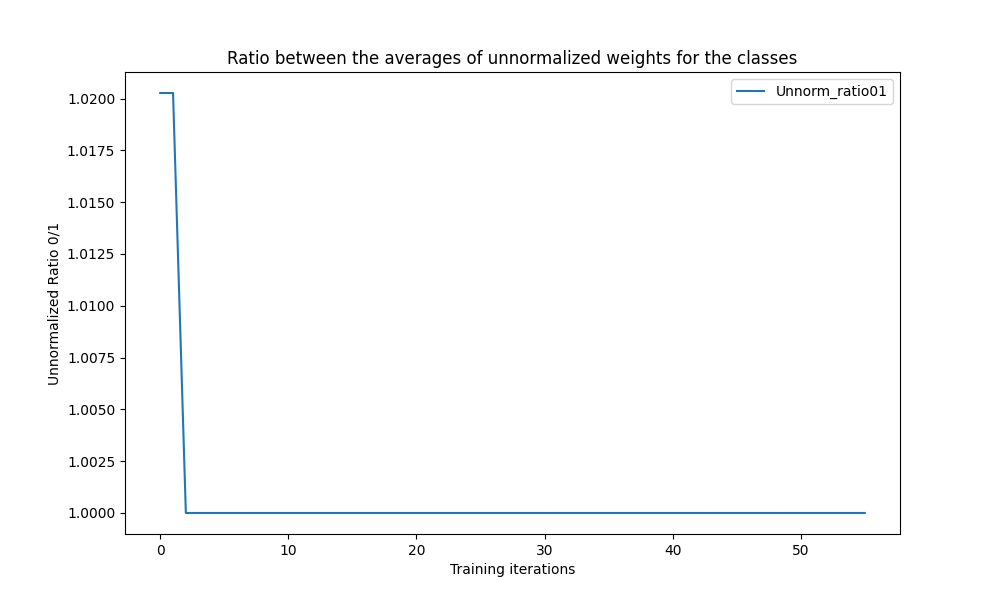 Ratio between the averages of unnormalized weights for the classes
Unnorm_ratio01
Unnormalized Ratio 0/1
1.0200
1.0175
1.0150
1.0125
1.0100
1.0075
1.0050
1.0025
1.0000
0 10 20 30 40 50
Training iterations